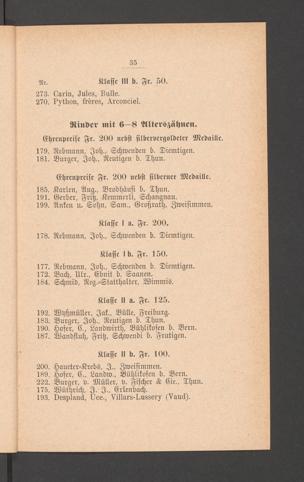 35
Nr. Klasse III b. Fr. 50.
273. Carin, Jules, Bulle.
270. Python, frères, Arconciel.
Rinder mit 6—8 Alterszähnen.
Ehrenpreise Fr. 200 nebst silbervergoldeter Medaille.
179. Rebmann, Joh., Schwenden b. Diemtigen.
181. Burger, Joh., Reutigen b. Thun.
Ehrenpreise Fr. 200 nebst silberner Medaille.
185. Karlen, Aug., Brodhäusi b. Thun.
191. Gerber, Fritz, Kemmerli, Schangnau.
199. Anken u. Sohn, Sam., Großruth, Zweisimmen.
Klasse I a. Fr. 200.
178. Rebmann, Joh., Schwenden b. Diemtigen.
Klasse I b. Fr. 150.
177. Rebmann, Joh., Schwenden b. Diemtigen.
172. Bach, Ulr., Ebnit b. Saanen.
184. Schmid, Reg.-Statthalter, Wimmis.
Klasse II a. Fr. 125.
192. Wußmüller, Jak., Bülle, Freiburg.
183. Burger, Joh., Reutigen b. Thun.
190. Hofer, C., Landwirth, Bühlikofen b. Bern.
187. Wandfluh, Fritz, Schwendi b. Frutigen.
Klasse II b. Fr. 100.
200. Haueter-Krebs, J., Zweisimmen.
189. Hofer, C., Landw., Bühlikofen b. Bern.
222. Burger, v. Müller, v. Fischer & Cie., Thun.
175. Wüthrich, J. J., Erlenbach.
193. Despland, Uce., Villars-Lussery (Vaud).